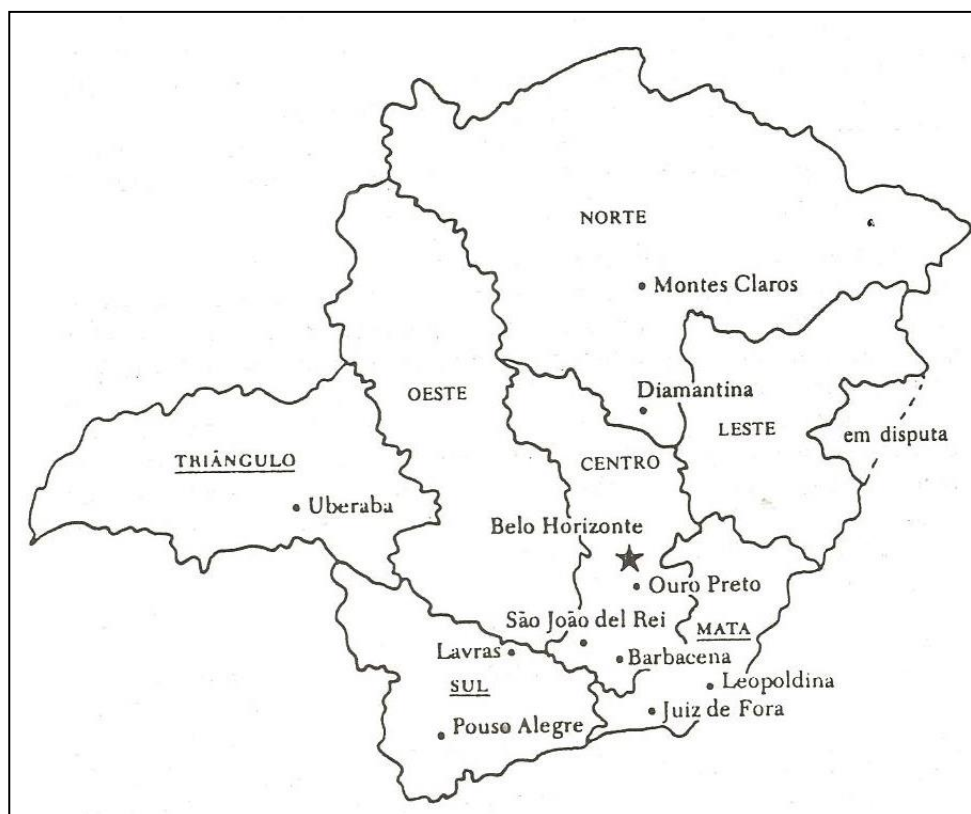 NORTE
Montes Claros
OESTE
Diamantina
LESTE
em disputa
TRIÂNGULO
CENTRO
Uberaba
Belo Horizonte
Ouro Preto
São João del Rei
MATA
Lavras
Barbacena
SUL
Leopoldina
Juiz de Fora
Pouso Alegre